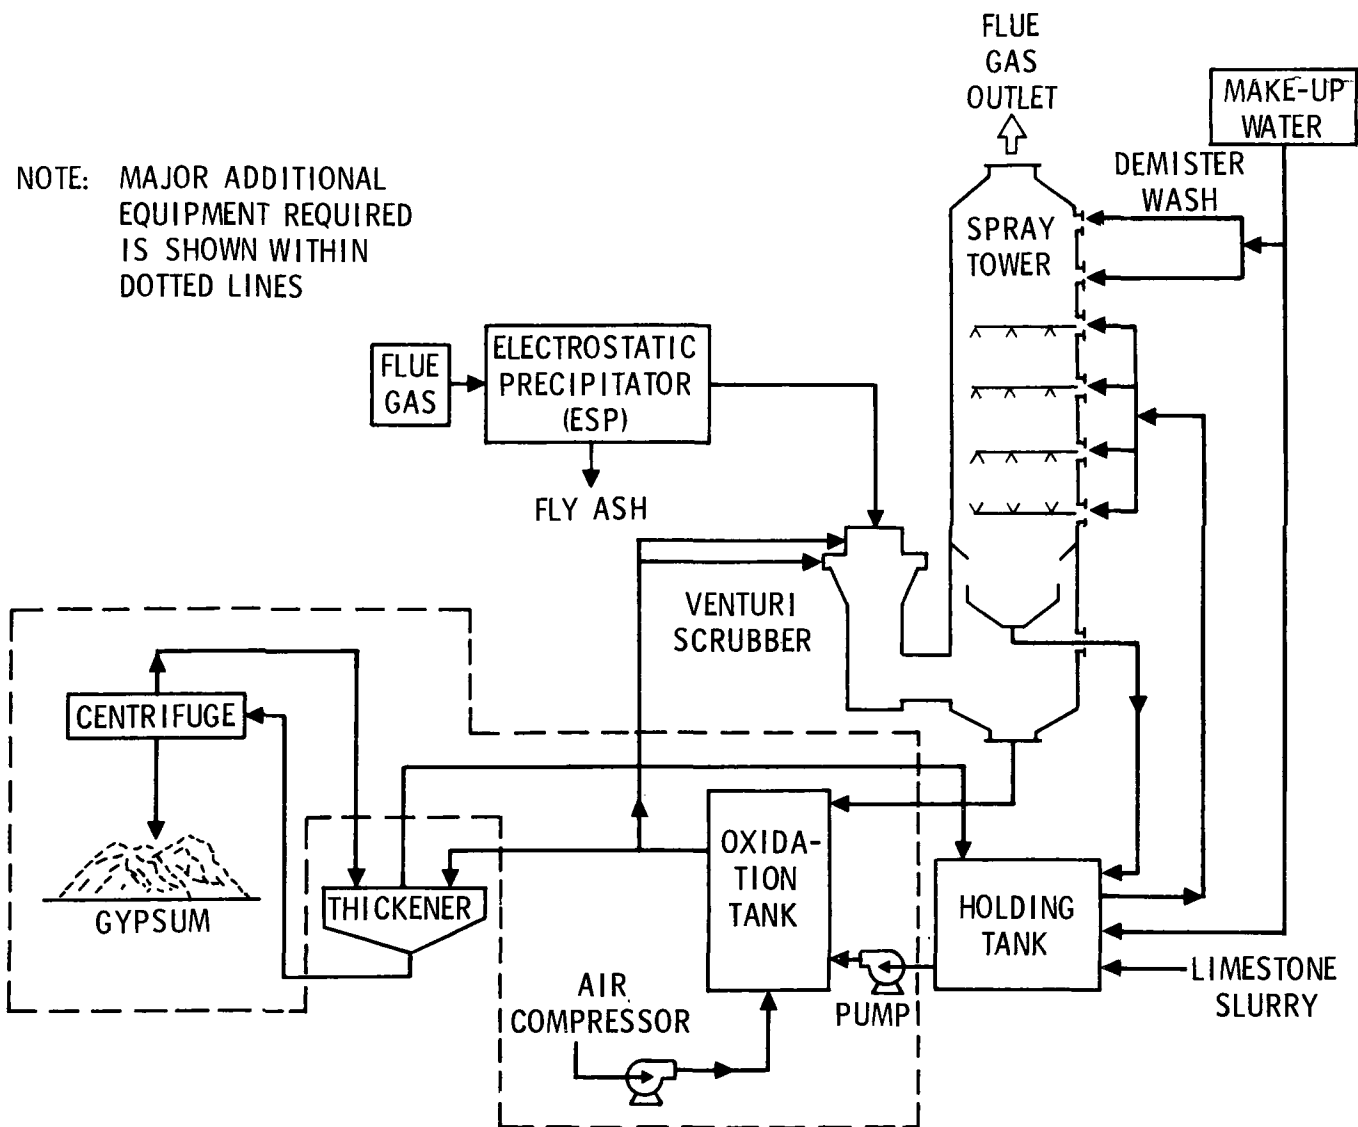 FLUE
GAS
OUTLET
MAKE-UP
WATER
NOTE: MAJOR ADDITIONAL
EQUIPMENT REQUIRED
IS SHOWN WITHIN
DOTTED LINES
DEMISTER
WASH
SPRAY
TOWER
FLUE
GAS
ELECTROSTATIC
PRECIPITATOR
(ESP)
FLY ASH
VENTURI
SCRUBBER
CENTRIFUGE
GYPSUM
THICKENER
OXIDA-
TION
TANK
HOLDING
TANK
AIR
COMPRESSOR
PUMP
LIMESTONE
SLURRY